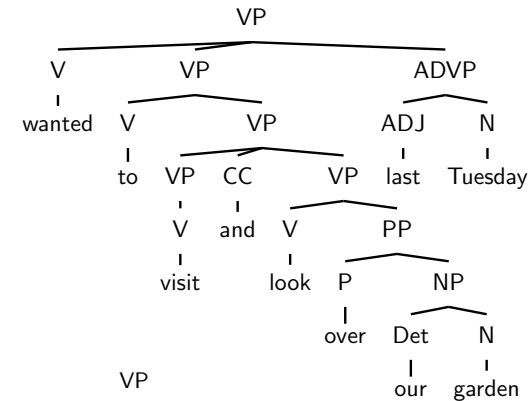 VP
V VP ADVP
wanted V VP ADJ N
to VP CC VP last Tuesday
V and V PP
visit look P NP
over Det N
VP our garden